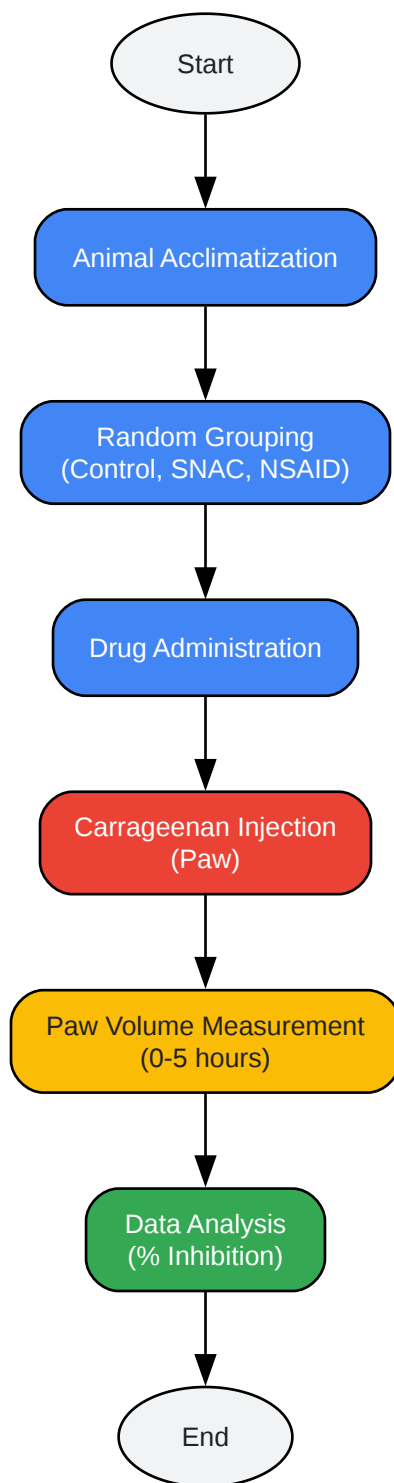 Start
Animal Acclimatization
Random Grouping
(Control, SNAC, NSAID)
Drug Administration
Carrageenan Injection
(Paw)
Paw Volume Measurement
(0-5 hours)
Data Analysis
(% Inhibition)
End